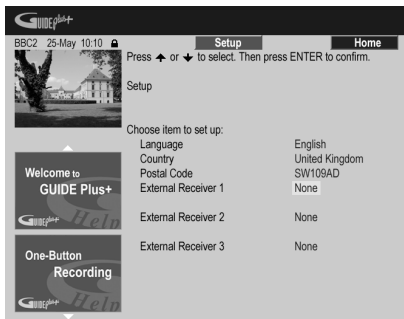 GUIDE Plus+
BBC2 25-May 10:10 Setup Home
Press ↑ or ↓ to select. Then press ENTER to confirm.
Setup
Choose item to set up:
Language English
Country United Kingdom
Postal Code SW109AD
External Receiver 1 None
External Receiver 2 None
External Receiver 3 None
Welcome to
GUIDE Plus+
GUIDE Plus+ Help
One-Button
Recording
GUIDE Plus+ Help